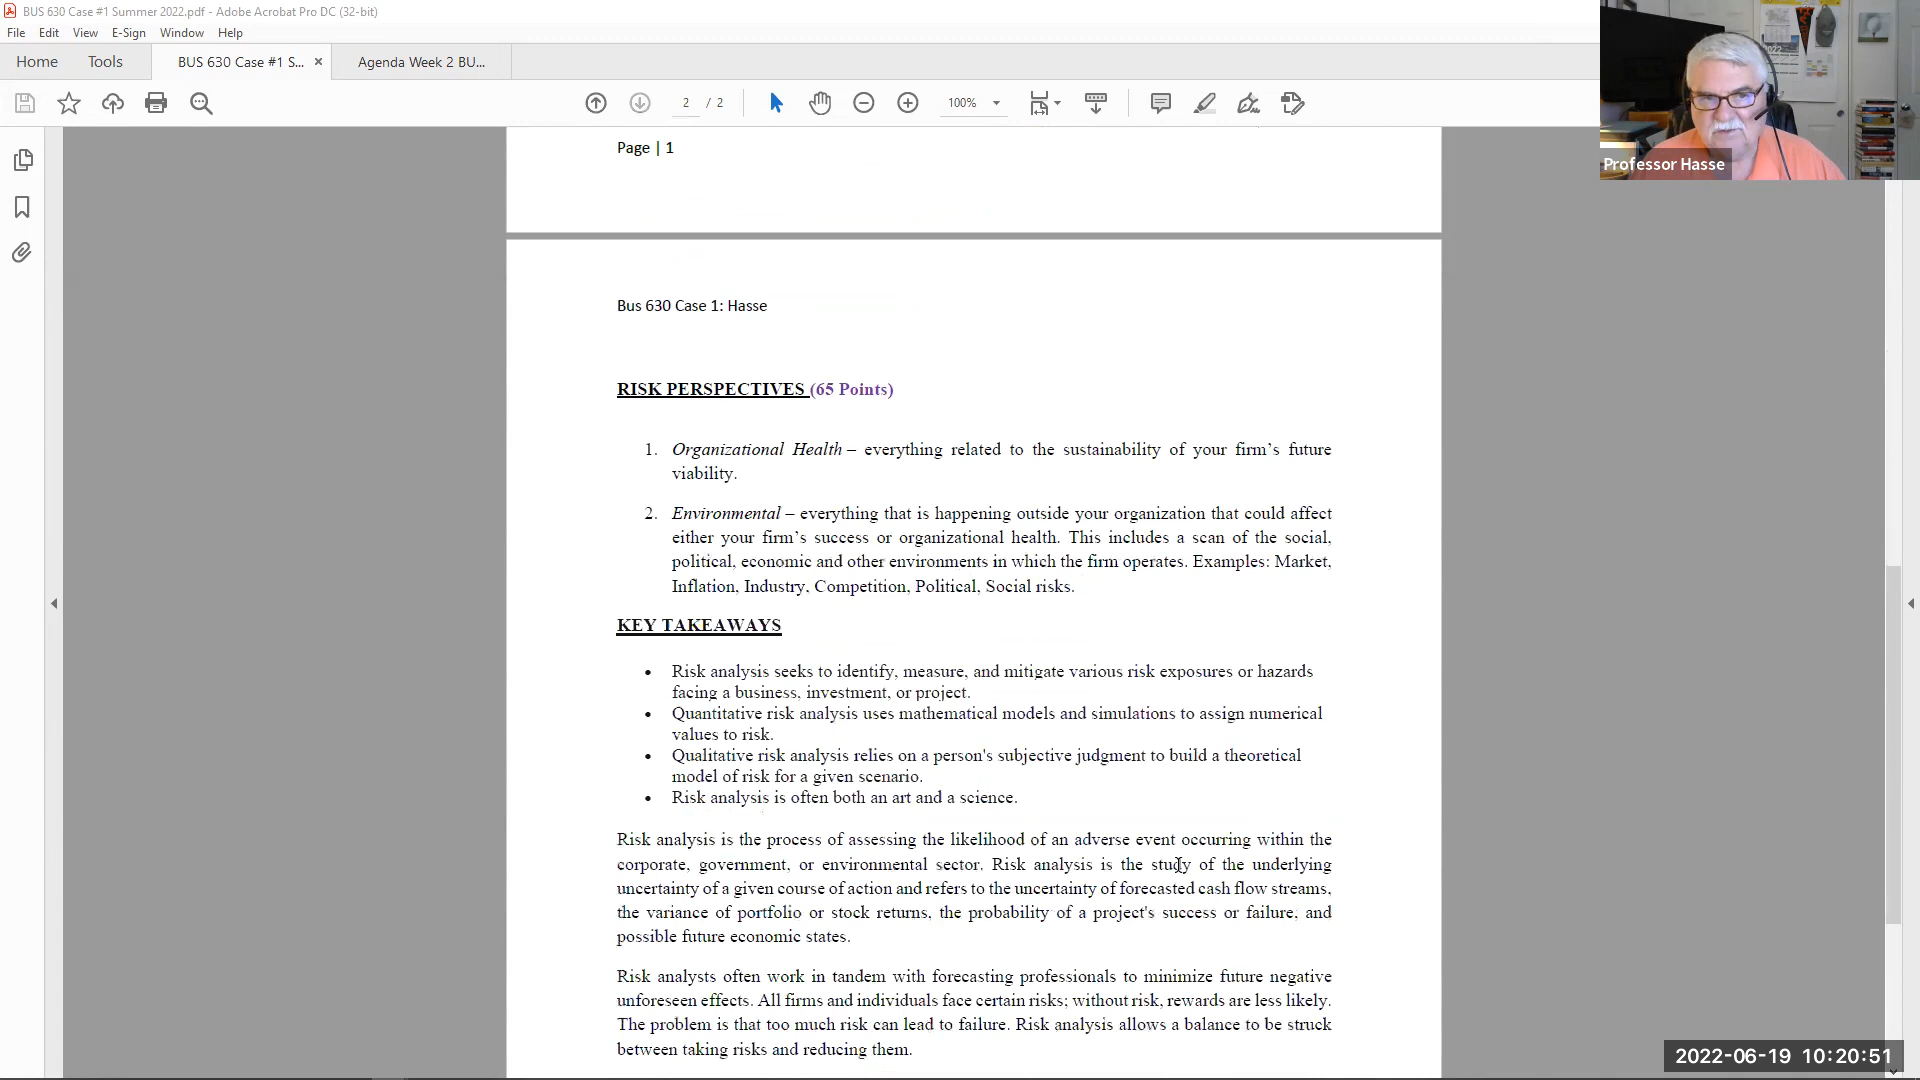 BUS 630 Case #1 Summer 2022.pdf - Adobe Acrobat Pro DC (32-bit)
File Edit View E-Sign Window Help
Home Tools BUS 630 Case #1 S... × Agenda Week 2 BU...
2 / 2 100%
Professor Hasse
Page | 1
Bus 630 Case 1: Hasse
RISK PERSPECTIVES (65 Points)
1. Organizational Health – everything related to the sustainability of your firm's future
viability.
2. Environmental – everything that is happening outside your organization that could affect
either your firm's success or organizational health. This includes a scan of the social,
political, economic and other environments in which the firm operates. Examples: Market,
Inflation, Industry, Competition, Political, Social risks.
KEY TAKEAWAYS
• Risk analysis seeks to identify, measure, and mitigate various risk exposures or hazards
facing a business, investment, or project.
• Quantitative risk analysis uses mathematical models and simulations to assign numerical
values to risk.
• Qualitative risk analysis relies on a person's subjective judgment to build a theoretical
model of risk for a given scenario.
• Risk analysis is often both an art and a science.
Risk analysis is the process of assessing the likelihood of an adverse event occurring within the
corporate, government, or environmental sector. Risk analysis is the study of the underlying
uncertainty of a given course of action and refers to the uncertainty of forecasted cash flow streams,
the variance of portfolio or stock returns, the probability of a project's success or failure, and
possible future economic states.
Risk analysts often work in tandem with forecasting professionals to minimize future negative
unforeseen effects. All firms and individuals face certain risks; without risk, rewards are less likely.
The problem is that too much risk can lead to failure. Risk analysis allows a balance to be struck
between taking risks and reducing them.
2022-06-19 10:20:51